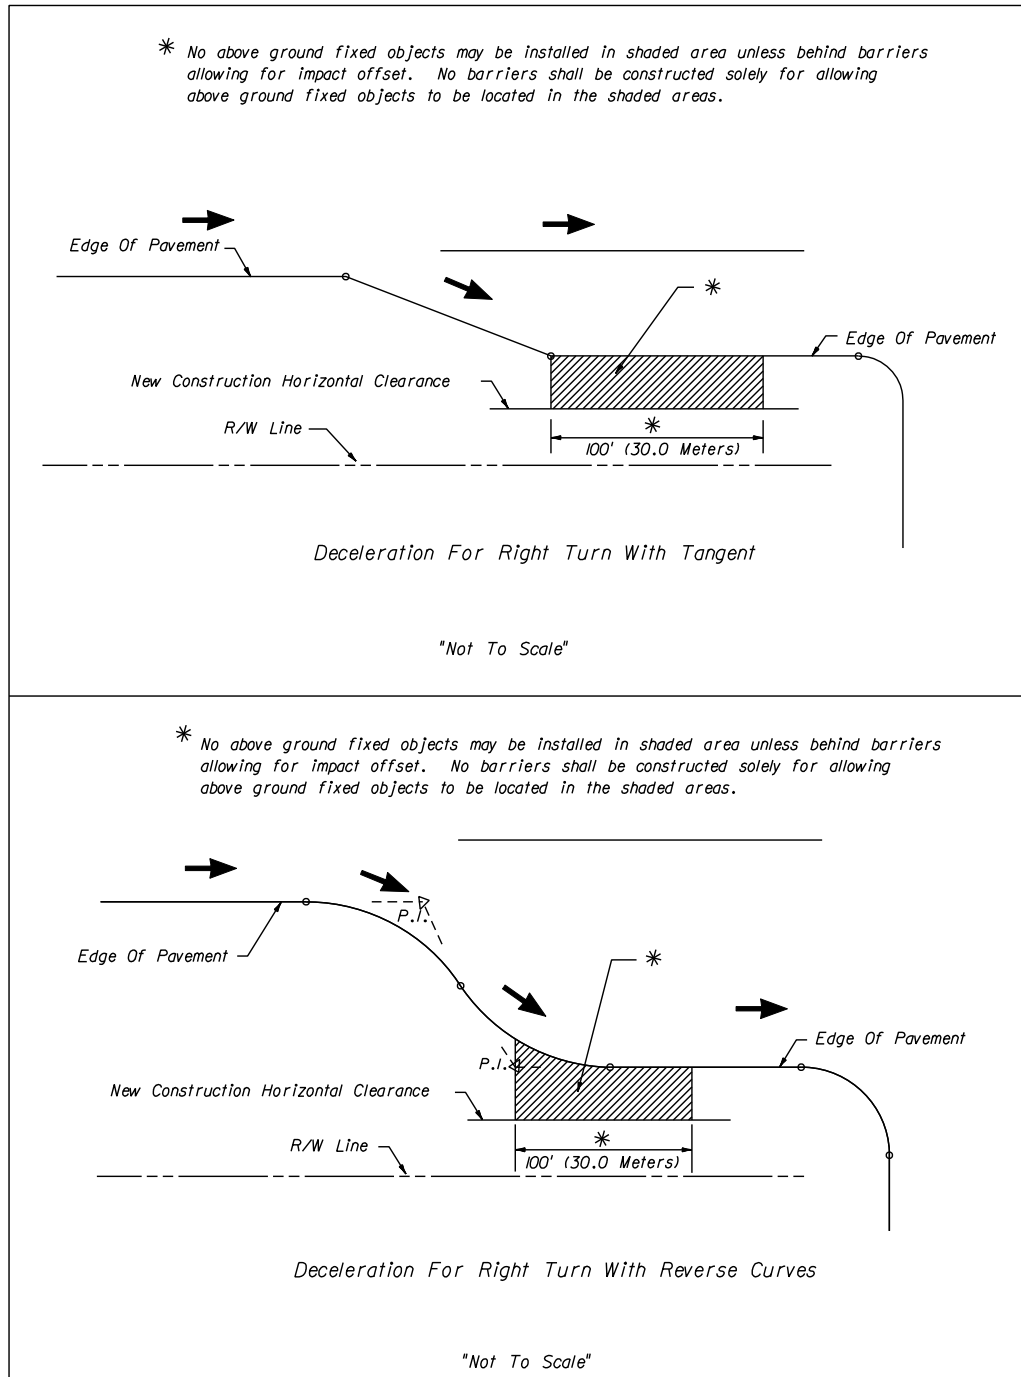 * No above ground fixed objects may be installed in shaded area unless behind barriers
allowing for impact offset. No barriers shall be constructed solely for allowing
above ground fixed objects to be located in the shaded areas.
Edge Of Pavement
*
Edge Of Pavement
New Construction Horizontal Clearance
R/W Line
*
100' (30.0 Meters)
Deceleration For Right Turn With Tangent
"Not To Scale"
* No above ground fixed objects may be installed in shaded area unless behind barriers
allowing for impact offset. No barriers shall be constructed solely for allowing
above ground fixed objects to be located in the shaded areas.
P.I.
Edge Of Pavement
*
Edge Of Pavement
P.I.
New Construction Horizontal Clearance
R/W Line
*
100' (30.0 Meters)
Deceleration For Right Turn With Reverse Curves
"Not To Scale"